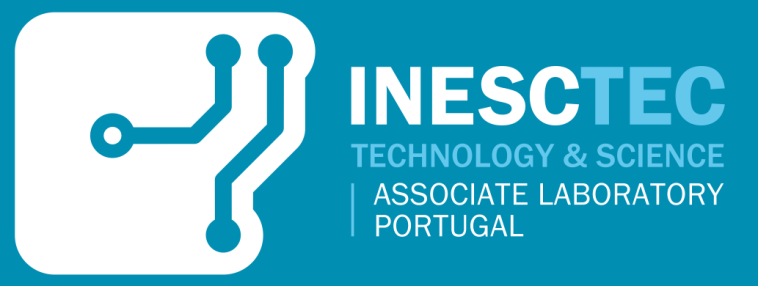 INESCTEC
TECHNOLOGY & SCIENCE
ASSOCIATE LABORATORY
PORTUGAL